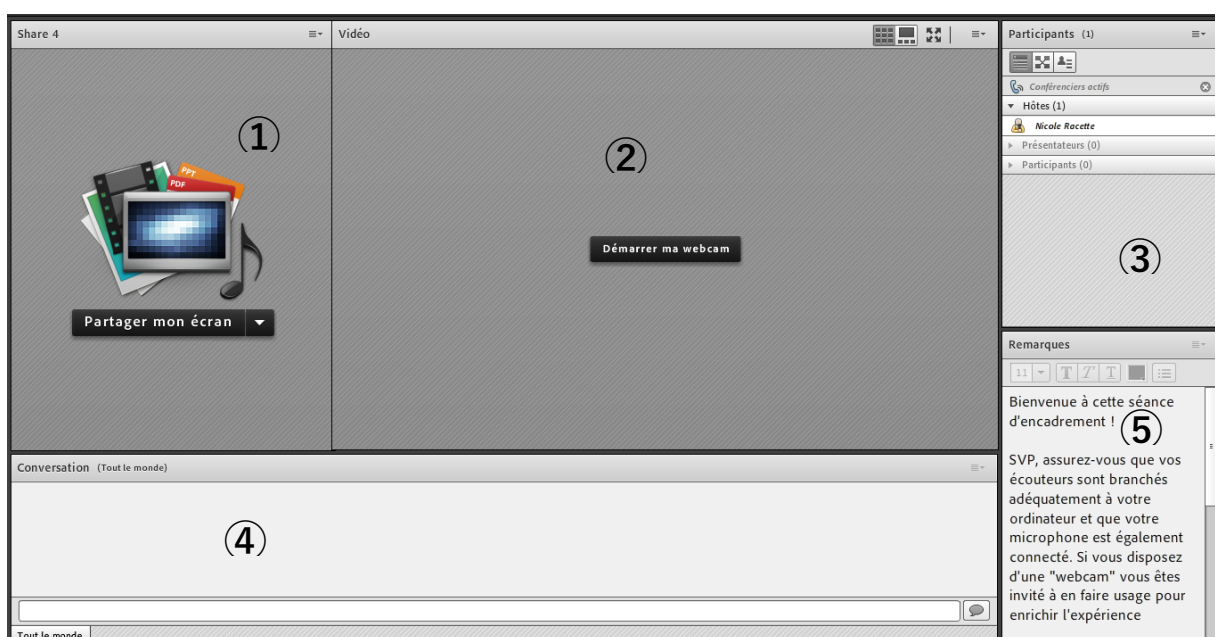 Share 4
①
PPT
PDF
Partager mon écran
Vidéo
②
Démarrer ma webcam
Participants (1)
Conférenciers actifs
Hôtes (1)
Nicole Racette
Présentateurs (0)
Participants (0)
③
Conversation (Tout le monde)
④
Tout le monde
Remarques
11 T T T
Bienvenue à cette séance
d'encadrement !
⑤
SVP, assurez-vous que vos
écouteurs sont branchés
adéquatement à votre
ordinateur et que votre
microphone est également
connecté. Si vous disposez
d'une "webcam" vous êtes
invité à en faire usage pour
enrichir l'expérience